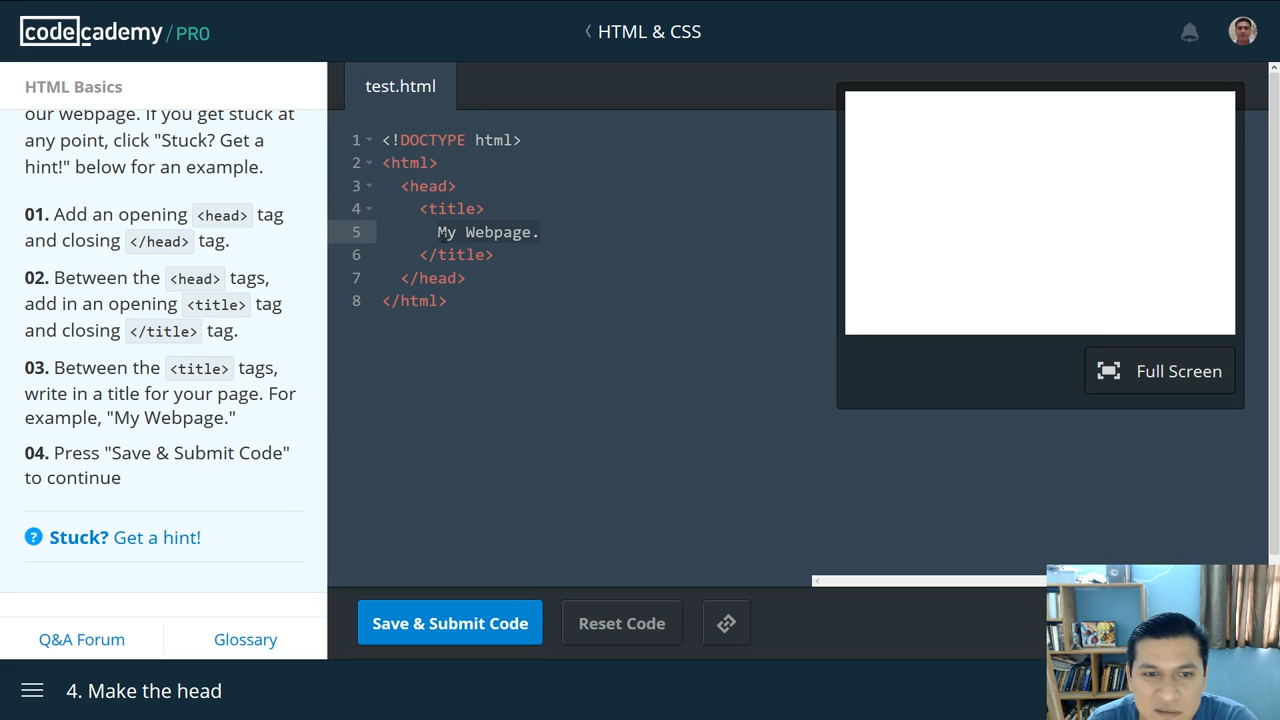 codecademy / PRO
HTML & CSS
HTML Basics
our webpage. If you get stuck at
any point, click "Stuck? Get a
hint!" below for an example.
01. Add an opening <head> tag
and closing </head> tag.
02. Between the <head> tags,
add in an opening <title> tag
and closing </title> tag.
03. Between the <title> tags,
write in a title for your page. For
example, "My Webpage."
04. Press "Save & Submit Code"
to continue
? Stuck? Get a hint!
Q&A Forum
Glossary
test.html
1 <!DOCTYPE html>
2 <html>
3 <head>
4 <title>
5 My Webpage.
6 </title>
7 </head>
8 </html>
Full Screen
Save & Submit Code
Reset Code
4. Make the head